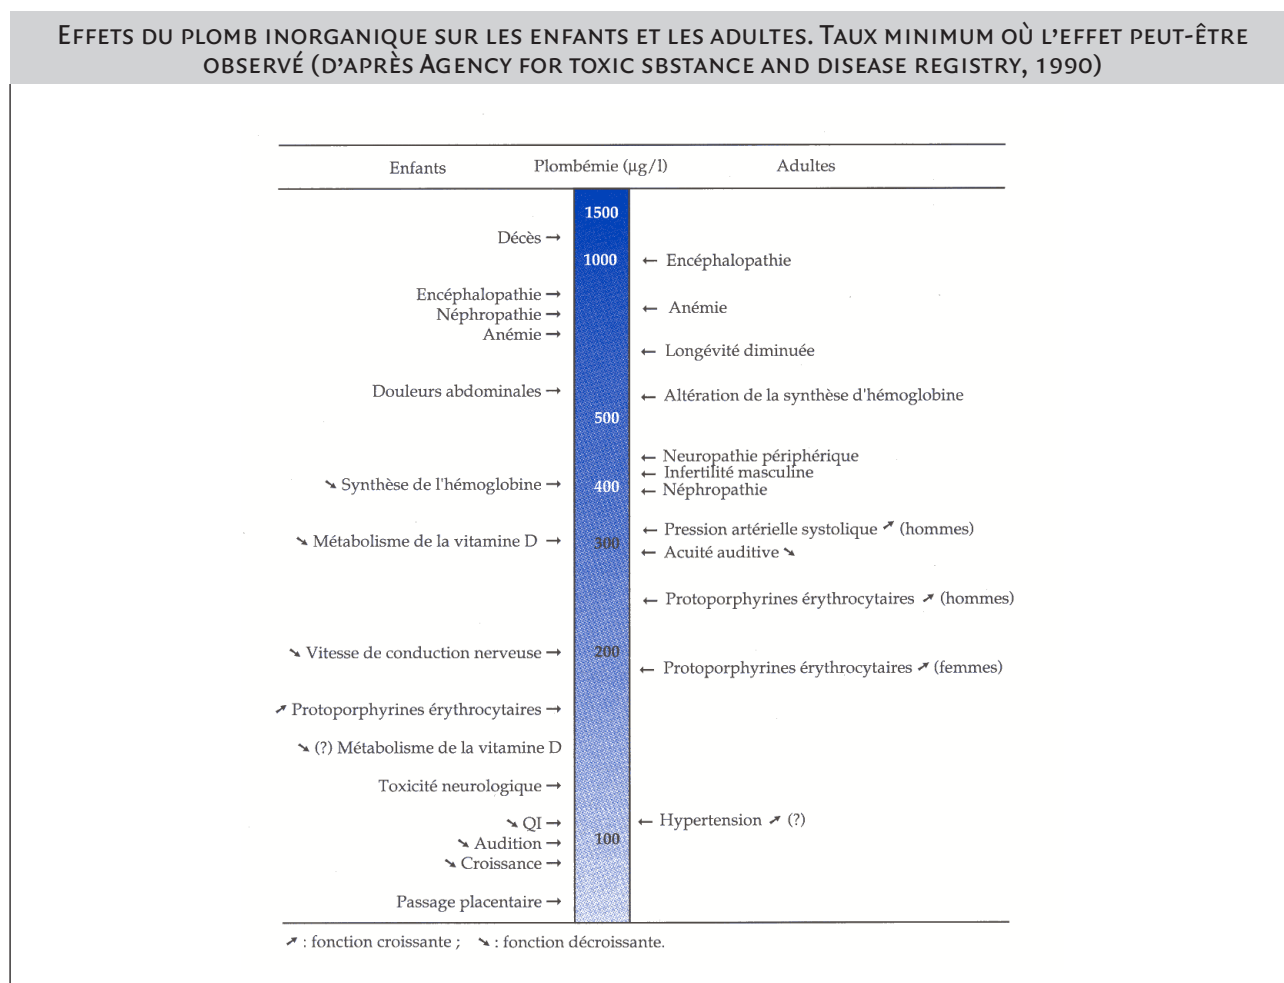 EFFETS DU PLOMB INORGANIQUE SUR LES ENFANTS ET LES ADULTES. TAUX MINIMUM OÙ L'EFFET PEUT-ÊTRE
OBSERVÉ (D'APRÈS AGENCY FOR TOXIC SBSTANCE AND DISEASE REGISTRY, 1990)
Enfants Plombémie (µg/l) Adultes
1500
Décès →
1000 ← Encéphalopathie
Encéphalopathie →
Néphropathie → ← Anémie
Anémie →
← Longévité diminuée
Douleurs abdominales → ← Altération de la synthèse d'hémoglobine
500
← Neuropathie périphérique
← Infertilité masculine
↘ Synthèse de l'hémoglobine → 400 ← Néphropathie
← Pression artérielle systolique ↗ (hommes)
↘ Métabolisme de la vitamine D → 300 ← Acuité auditive ↘
← Protoporphyrines érythrocytaires ↗ (hommes)
↘ Vitesse de conduction nerveuse → 200
← Protoporphyrines érythrocytaires ↗ (femmes)
↗ Protoporphyrines érythrocytaires →
↘ (?) Métabolisme de la vitamine D
Toxicité neurologique →
↘ QI → ← Hypertension ↗ (?)
↘ Audition → 100
↘ Croissance →
Passage placentaire →
↗ : fonction croissante ; ↘ : fonction décroissante.